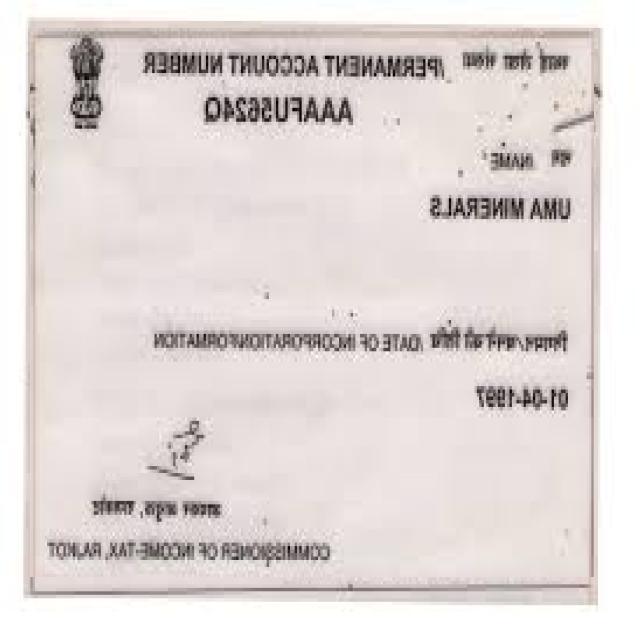 स्थाई लेखा संख्या /PERMANENT ACCOUNT NUMBER
AAAFU5624Q
नाम /NAME
UMA MINERALS
निगमन/बनने की तिथि /DATE OF INCORPORATION/FORMATION
01-04-1997
आयकर आयुक्त, राजकोट
COMMISSIONER OF INCOME-TAX, RAJKOT